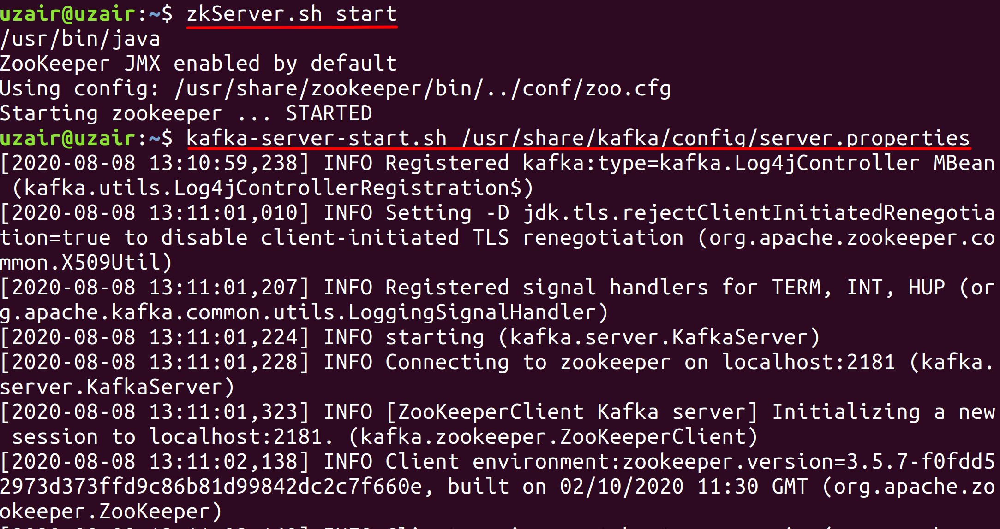 uzair@uzair:~$ zkServer.sh start
/usr/bin/java
ZooKeeper JMX enabled by default
Using config: /usr/share/zookeeper/bin/../conf/zoo.cfg
Starting zookeeper ... STARTED
uzair@uzair:~$ kafka-server-start.sh /usr/share/kafka/config/server.properties
[2020-08-08 13:10:59,238] INFO Registered kafka:type=kafka.Log4jController MBean
 (kafka.utils.Log4jControllerRegistration$)
[2020-08-08 13:11:01,010] INFO Setting -D jdk.tls.rejectClientInitiatedRenegotia
tion=true to disable client-initiated TLS renegotiation (org.apache.zookeeper.co
mmon.X509Util)
[2020-08-08 13:11:01,207] INFO Registered signal handlers for TERM, INT, HUP (or
g.apache.kafka.common.utils.LoggingSignalHandler)
[2020-08-08 13:11:01,224] INFO starting (kafka.server.KafkaServer)
[2020-08-08 13:11:01,228] INFO Connecting to zookeeper on localhost:2181 (kafka.
server.KafkaServer)
[2020-08-08 13:11:01,323] INFO [ZooKeeperClient Kafka server] Initializing a new
 session to localhost:2181. (kafka.zookeeper.ZooKeeperClient)
[2020-08-08 13:11:02,138] INFO Client environment:zookeeper.version=3.5.7-f0fdd5
2973d373ffd9c86b81d99842dc2c7f660e, built on 02/10/2020 11:30 GMT (org.apache.zo
okeeper.ZooKeeper)